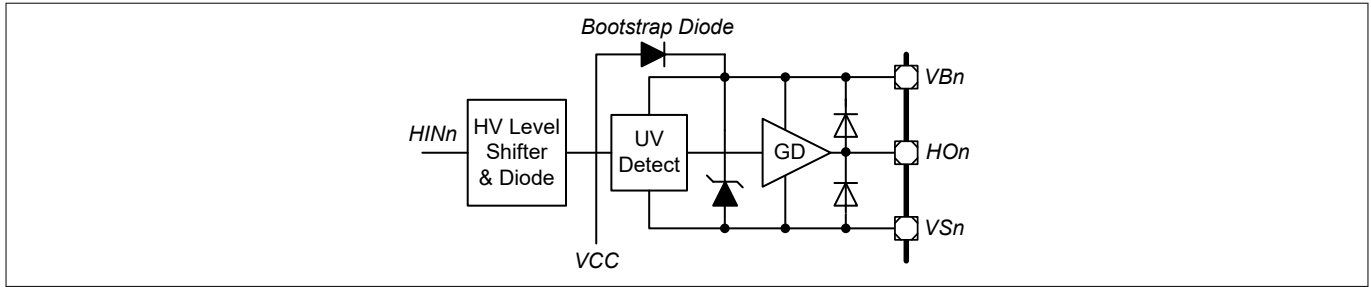 Bootstrap Diode
VBn
HINn
HV Level
Shifter
& Diode
UV
Detect
GD
HOn
VSn
VCC